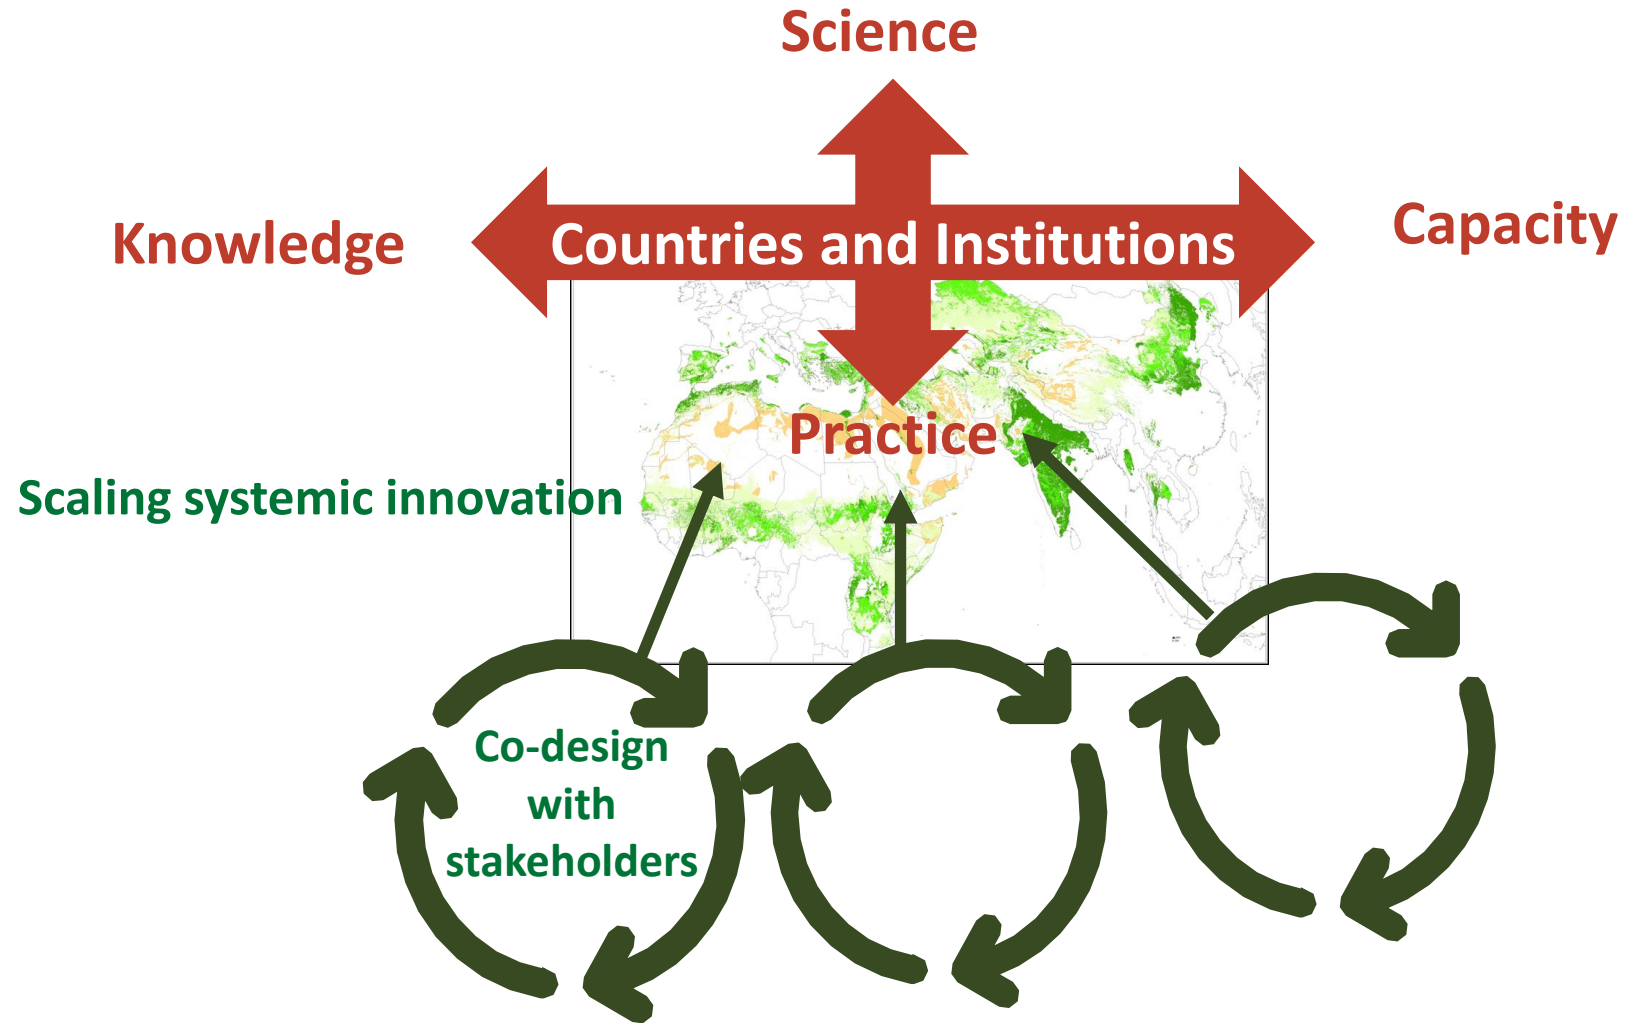 Science
Knowledge
Countries and Institutions
Capacity
Practice
Scaling systemic innovation
Co-design
with
stakeholders